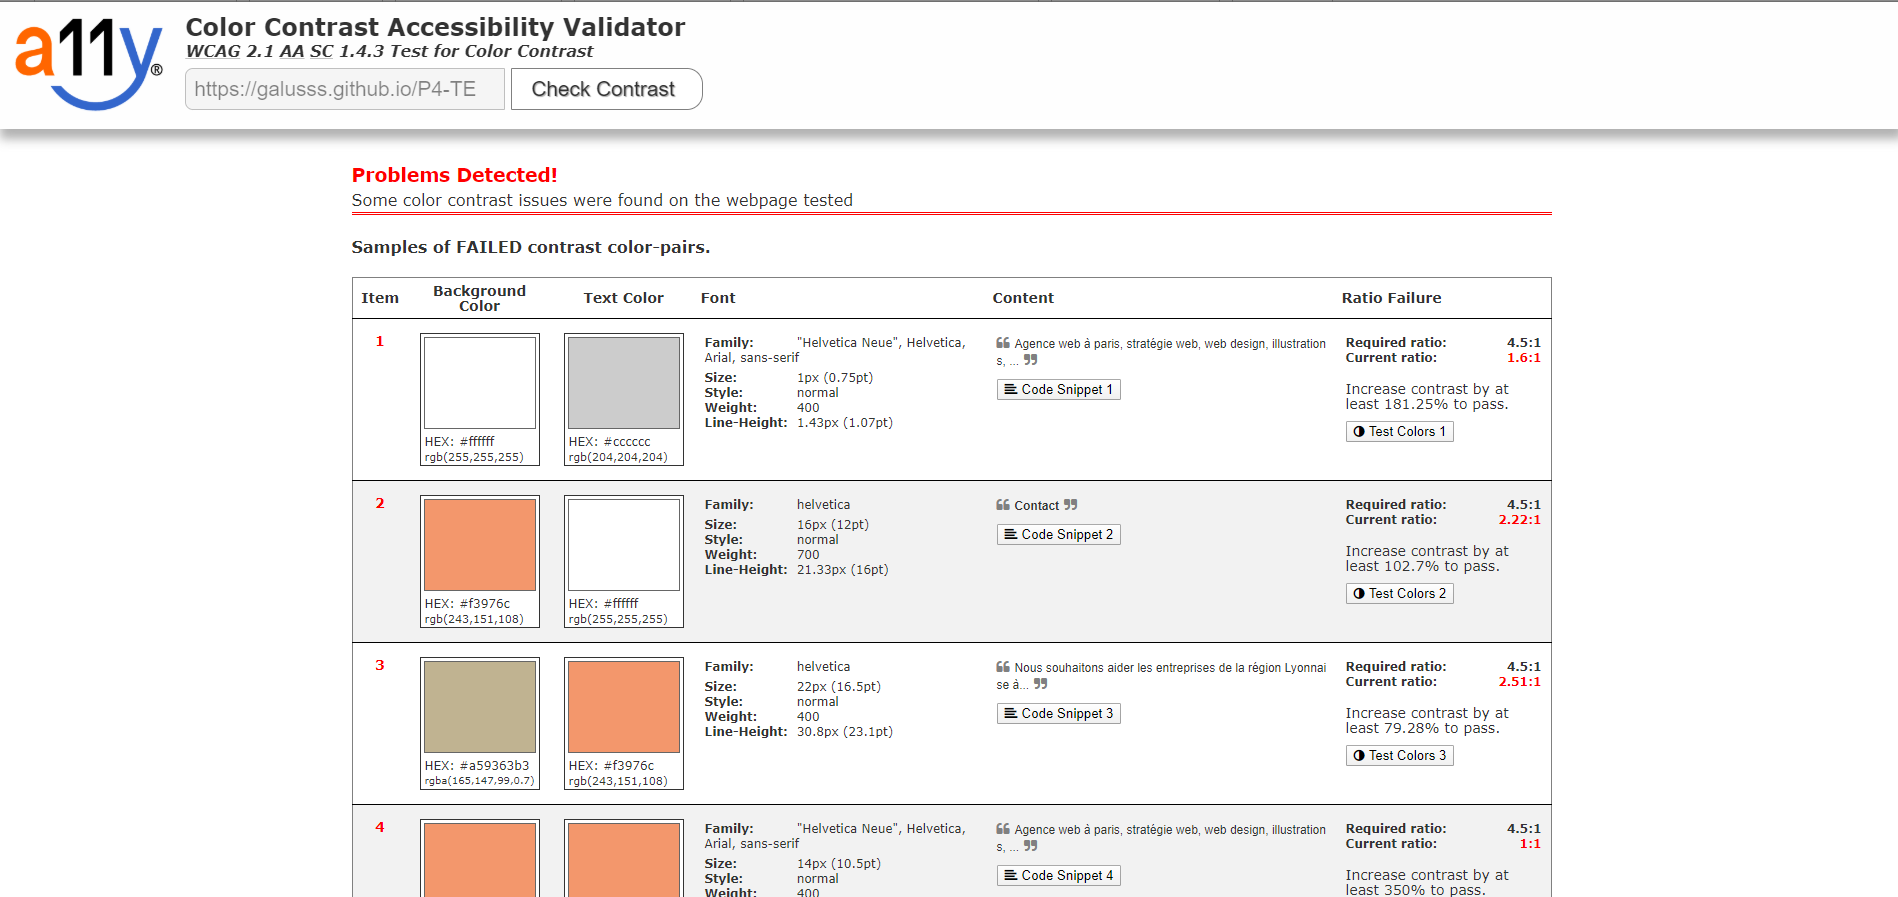 a11y®
Color Contrast Accessibility Validator
WCAG 2.1 AA SC 1.4.3 Test for Color Contrast
https://galusss.github.io/P4-TE
Check Contrast
Problems Detected!
Some color contrast issues were found on the webpage tested
Samples of FAILED contrast color-pairs.
Item Background Color Text Color Font Content Ratio Failure
1
HEX: #ffffff
rgb(255,255,255)
HEX: #cccccc
rgb(204,204,204)
Family: "Helvetica Neue", Helvetica,
Arial, sans-serif
Size: 1px (0.75pt)
Style: normal
Weight: 400
Line-Height: 1.43px (1.07pt)
❝ Agence web à paris, stratégie web, web design, illustration
s, ... ❞
Code Snippet 1
Required ratio: 4.5:1
Current ratio: 1.6:1
Increase contrast by at
least 181.25% to pass.
Test Colors 1
2
HEX: #f3976c
rgb(243,151,108)
HEX: #ffffff
rgb(255,255,255)
Family: helvetica
Size: 16px (12pt)
Style: normal
Weight: 700
Line-Height: 21.33px (16pt)
❝ Contact ❞
Code Snippet 2
Required ratio: 4.5:1
Current ratio: 2.22:1
Increase contrast by at
least 102.7% to pass.
Test Colors 2
3
HEX: #a59363b3
rgba(165,147,99,0.7)
HEX: #f3976c
rgb(243,151,108)
Family: helvetica
Size: 22px (16.5pt)
Style: normal
Weight: 400
Line-Height: 30.8px (23.1pt)
❝ Nous souhaitons aider les entreprises de la région Lyonnai
se à... ❞
Code Snippet 3
Required ratio: 4.5:1
Current ratio: 2.51:1
Increase contrast by at
least 79.28% to pass.
Test Colors 3
4
Family: "Helvetica Neue", Helvetica,
Arial, sans-serif
Size: 14px (10.5pt)
Style: normal
Weight: 400
❝ Agence web à paris, stratégie web, web design, illustration
s, ... ❞
Code Snippet 4
Required ratio: 4.5:1
Current ratio: 1:1
Increase contrast by at
least 350% to pass.